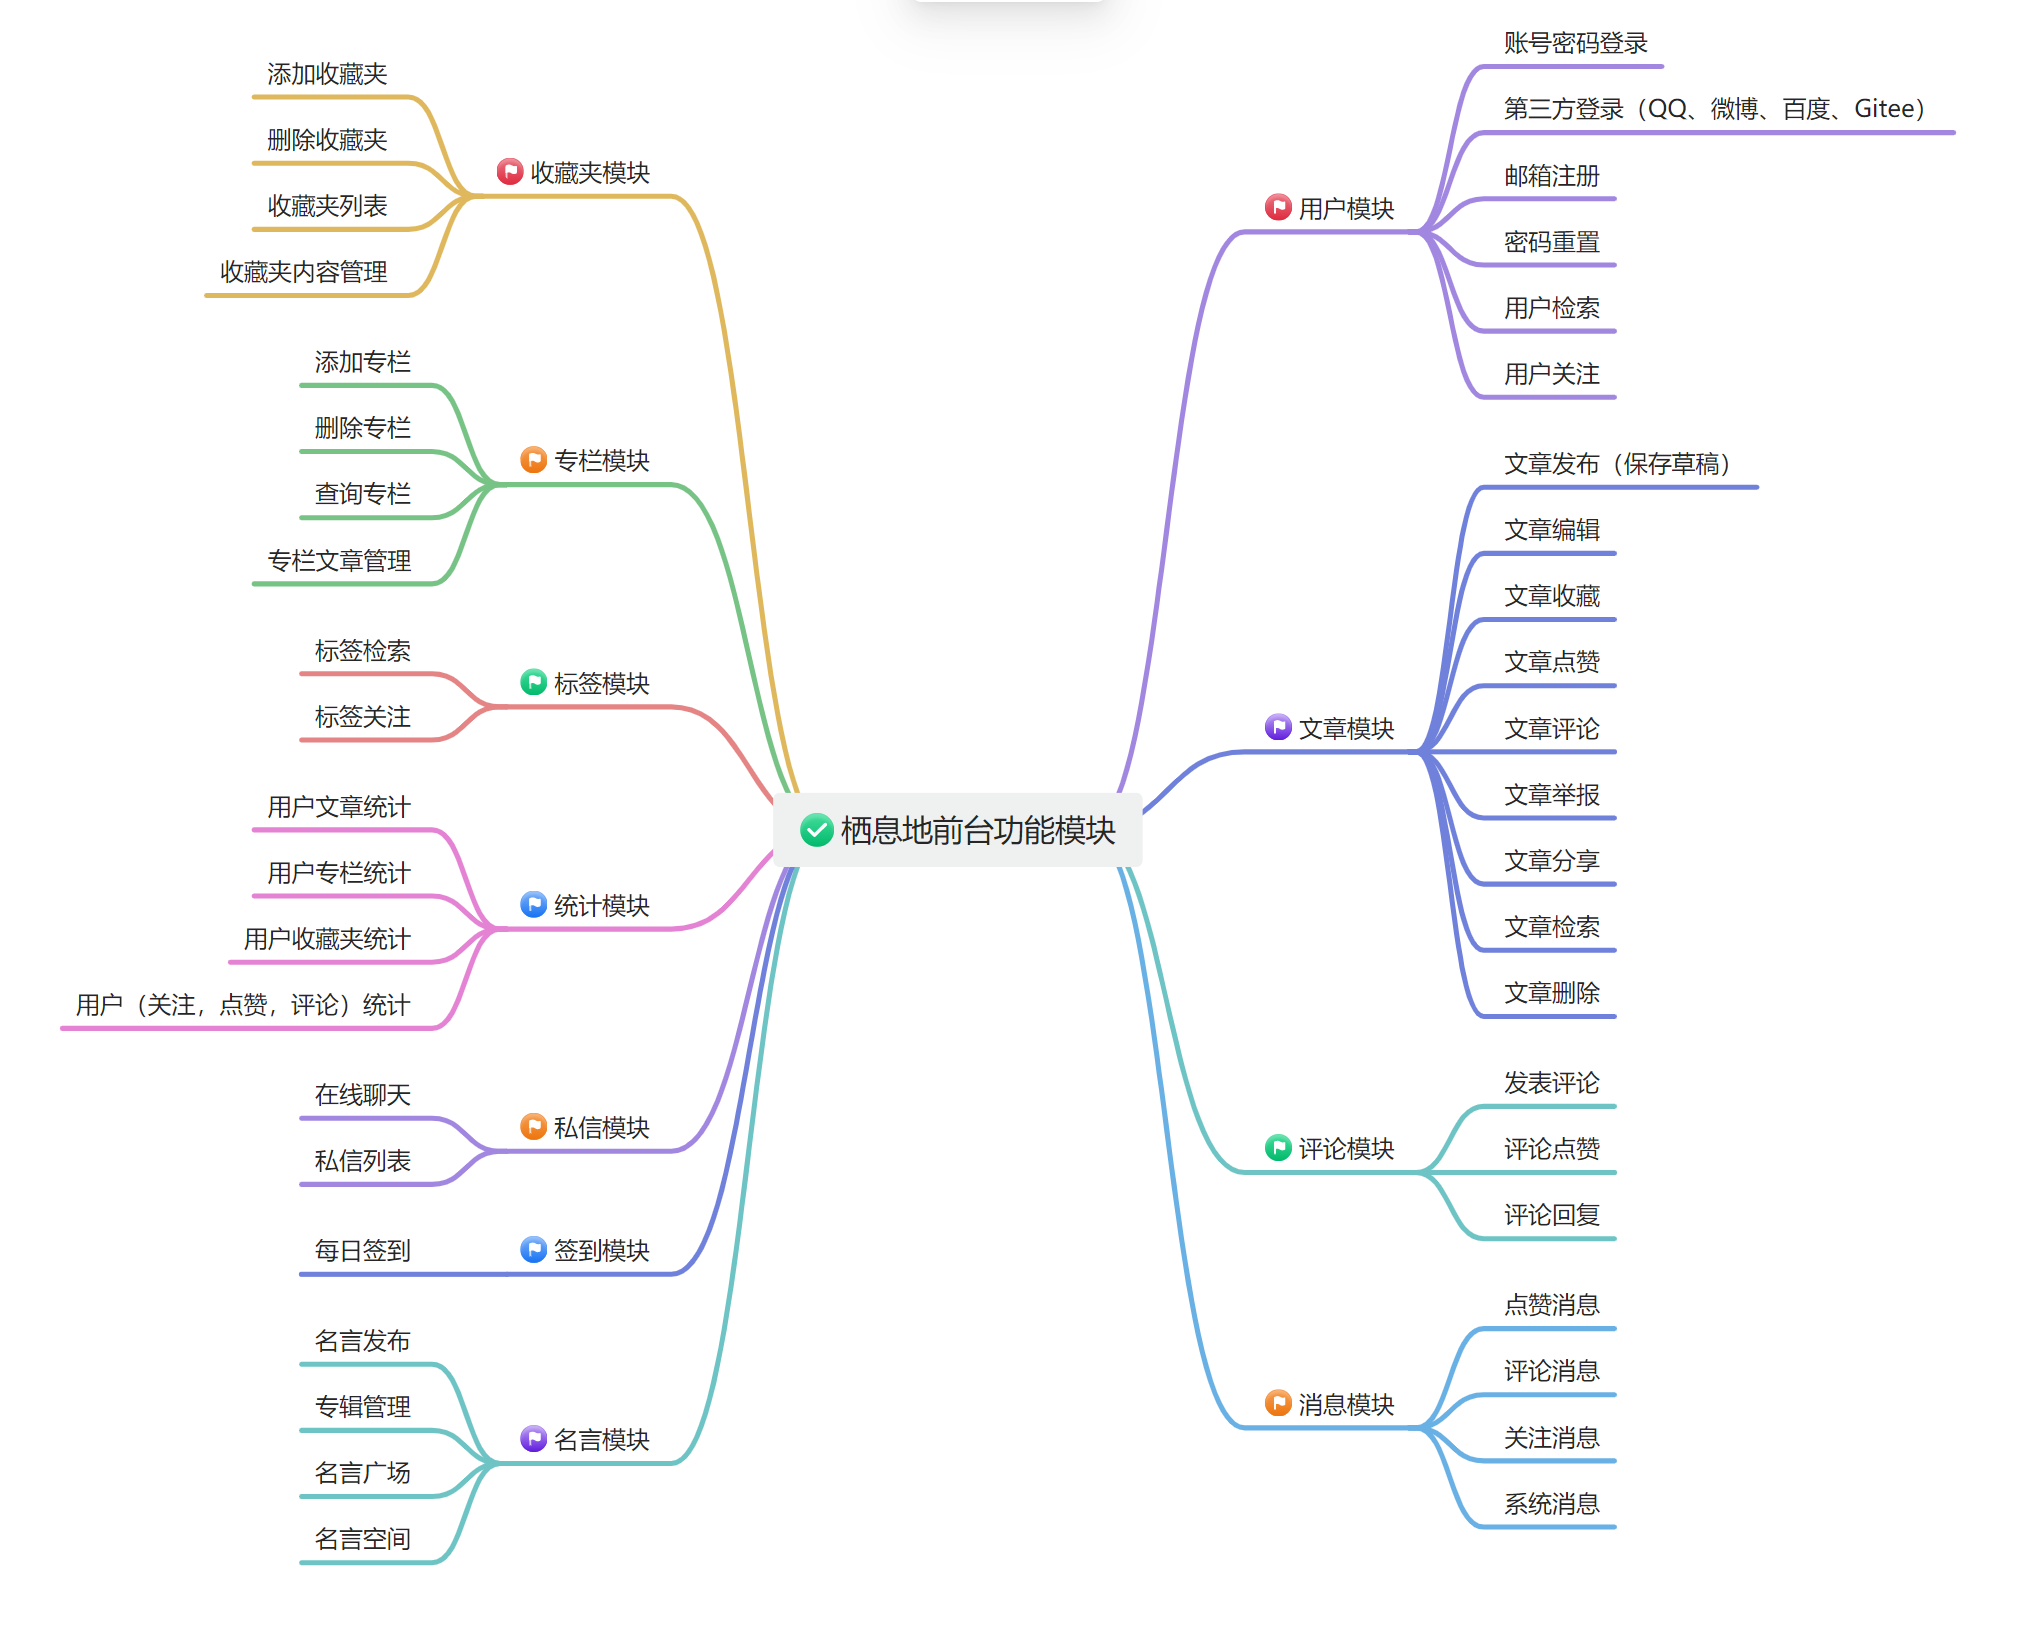 栖息地前台功能模块
用户模块
账号密码登录
第三方登录（QQ、微博、百度、Gitee）
邮箱注册
密码重置
用户检索
用户关注
文章模块
文章发布（保存草稿）
文章编辑
文章收藏
文章点赞
文章评论
文章举报
文章分享
文章检索
文章删除
评论模块
发表评论
评论点赞
评论回复
消息模块
点赞消息
评论消息
关注消息
系统消息
收藏夹模块
添加收藏夹
删除收藏夹
收藏夹列表
收藏夹内容管理
专栏模块
添加专栏
删除专栏
查询专栏
专栏文章管理
标签模块
标签检索
标签关注
统计模块
用户文章统计
用户专栏统计
用户收藏夹统计
用户（关注，点赞，评论）统计
私信模块
在线聊天
私信列表
签到模块
每日签到
名言模块
名言发布
专辑管理
名言广场
名言空间